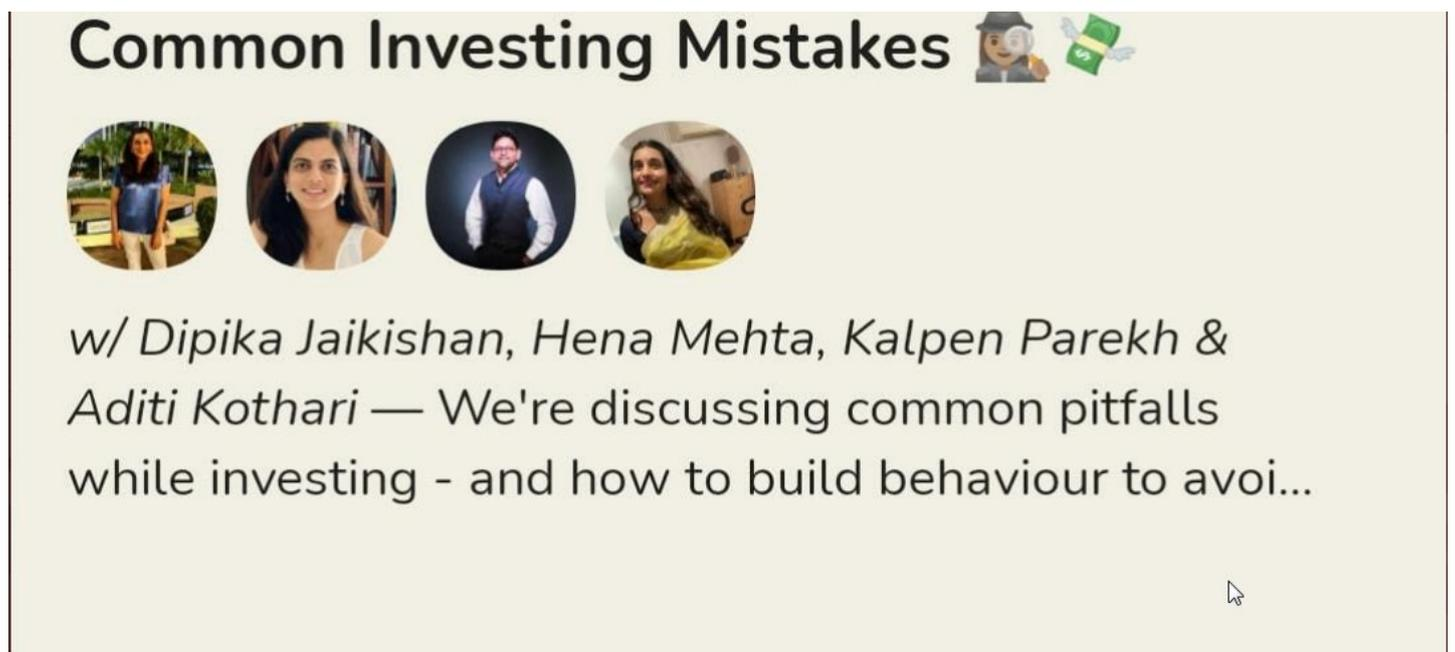 Common Investing Mistakes 🕵🏽‍♀️ 💸
w/ Dipika Jaikishan, Hena Mehta, Kalpen Parekh &
Aditi Kothari — We're discussing common pitfalls
while investing - and how to build behaviour to avoi...